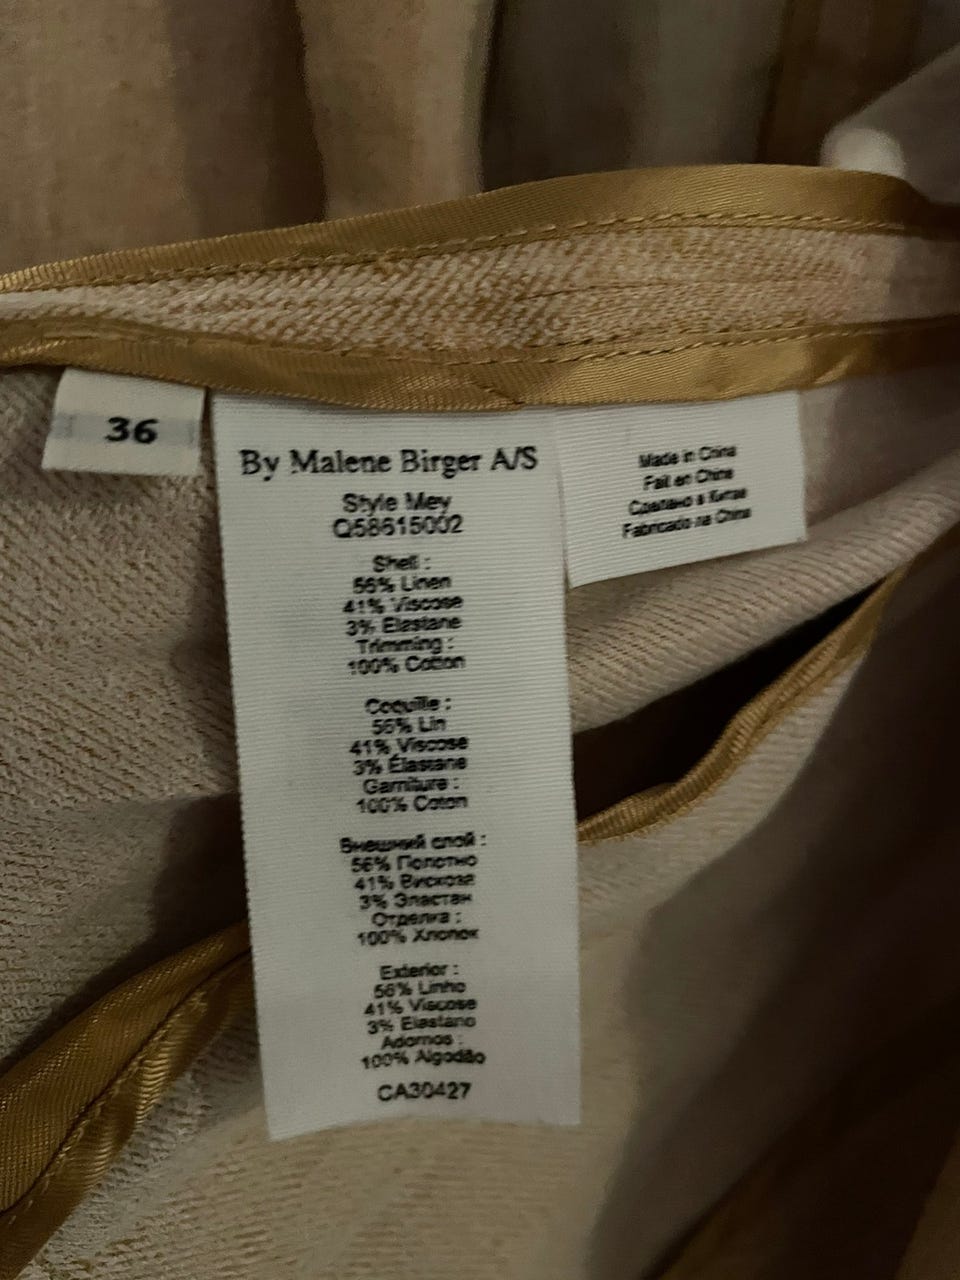 36
By Malene Birger A/S
Style Mey
Q58615002
Shell :
56% Linen
41% Viscose
3% Elastane
Trimming :
100% Cotton
Coquille :
56% Lin
41% Viscose
3% Élastane
Garniture :
100% Coton
Внешний слой :
56% Полотно
41% Вискоза
3% Эластан
Отделка :
100% Хлопок
Exterior :
56% Linho
41% Viscose
3% Elastano
Adornos :
100% Algodão
CA30427
Made in China
Fait en China
Сделано в Китае
Fabricado na China